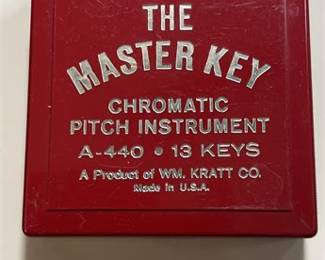 THE
MASTER KEY
CHROMATIC
PITCH INSTRUMENT
A-440 • 13 KEYS
A Product of WM. KRATT CO.
Made in U.S.A.